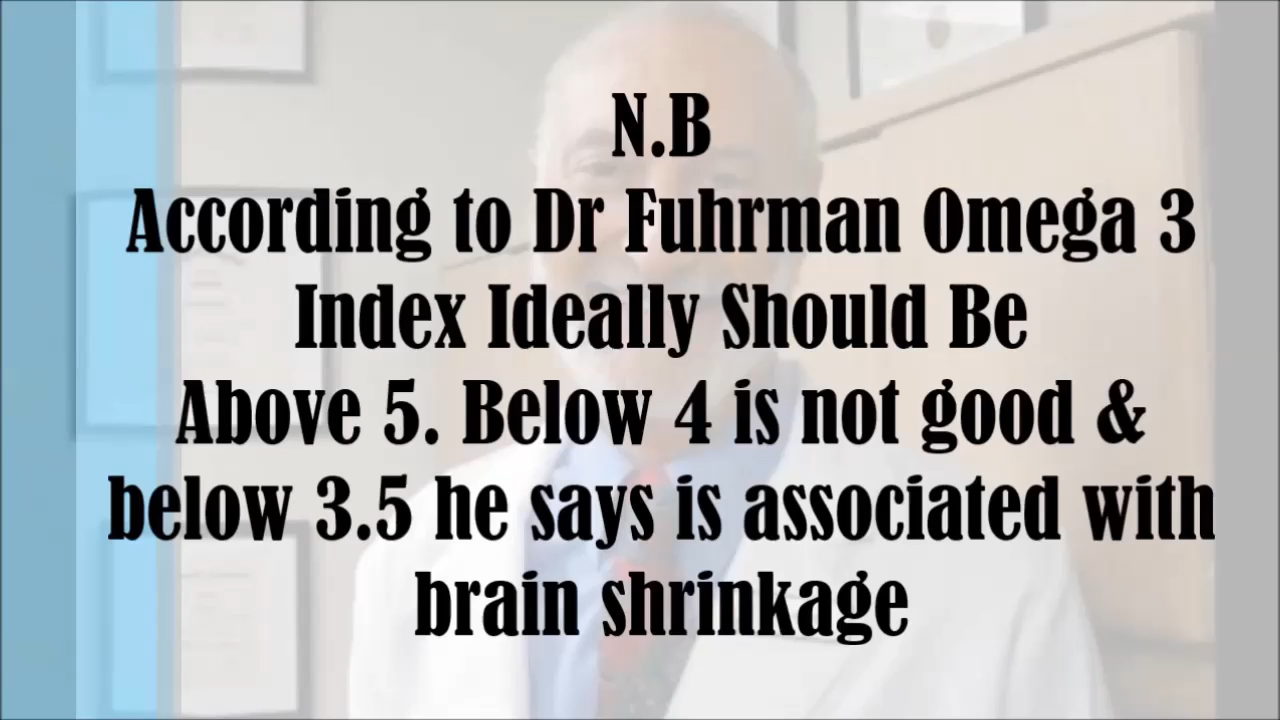 N.B
According to Dr Fuhrman Omega 3
Index Ideally Should Be
Above 5. Below 4 is not good &
below 3.5 he says is associated with
brain shrinkage